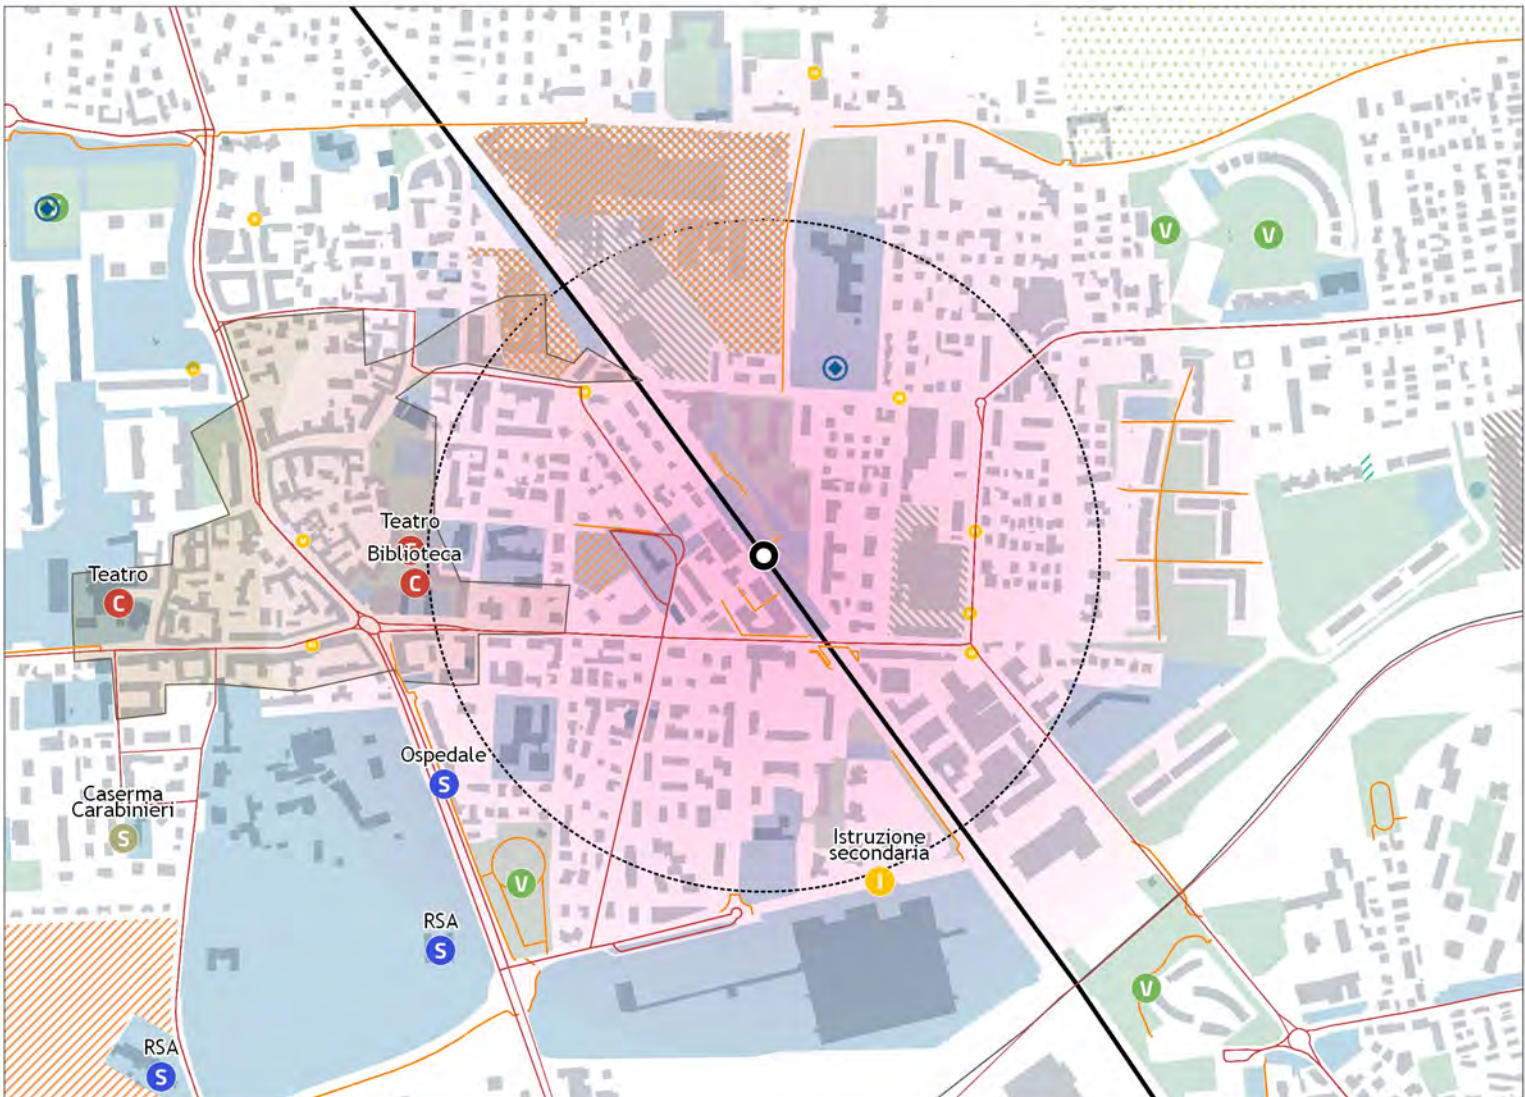 V
V
Teatro
Biblioteca
C
Teatro
C
Ospedale
S
Caserma
Carabinieri
S
Istruzione
secondaria
I
V
RSA
S
V
RSA
S